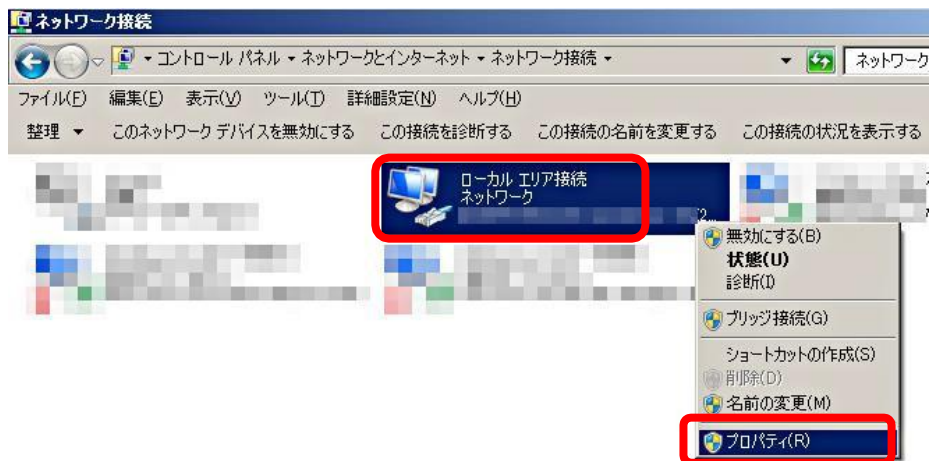 ネットワーク接続
▾ コントロール パネル ▾ ネットワークとインターネット ▾ ネットワーク接続 ▾
ネットワーク
ファイル(F) 編集(E) 表示(V) ツール(T) 詳細設定(N) ヘルプ(H)
整理 ▼ このネットワーク デバイスを無効にする この接続を診断する この接続の名前を変更する この接続の状況を表示する
ローカル エリア接続
ネットワーク
無効にする(B)
状態(U)
診断(I)
ブリッジ接続(G)
ショートカットの作成(S)
削除(D)
名前の変更(M)
プロパティ(R)